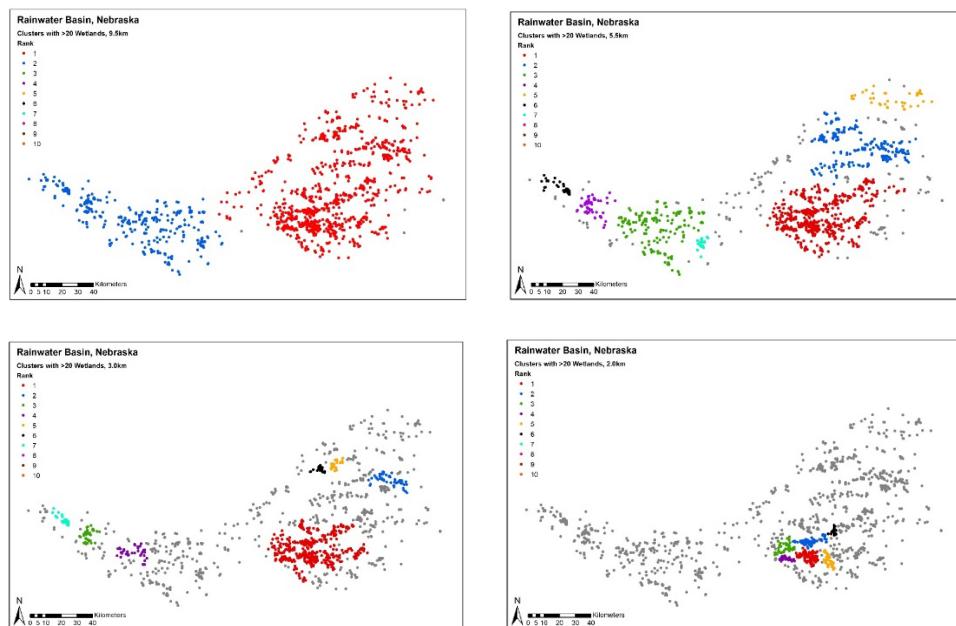 Rainwater Basin, Nebraska
Clusters with >20 Wetlands, 9.5km
Rank
1
2
3
4
5
6
7
8
9
10
N
0 5 10 20 30 40
Kilometers
Rainwater Basin, Nebraska
Clusters with >20 Wetlands, 5.5km
Rank
1
2
3
4
5
6
7
8
9
10
N
0 5 10 20 30 40
Kilometers
Rainwater Basin, Nebraska
Clusters with >20 Wetlands, 3.0km
Rank
1
2
3
4
5
6
7
8
9
10
N
0 5 10 20 30 40
Kilometers
Rainwater Basin, Nebraska
Clusters with >20 Wetlands, 2.0km
Rank
1
2
3
4
5
6
7
8
9
10
N
0 5 10 20 30 40
Kilometers